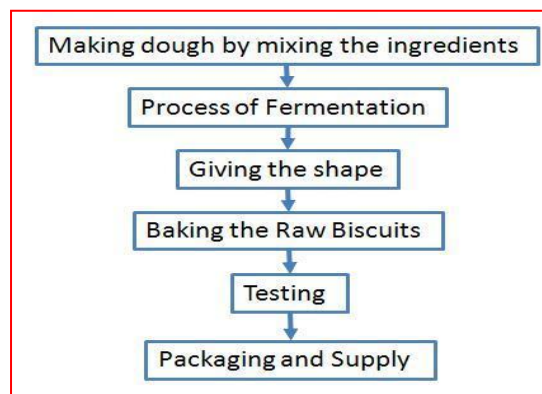 Making dough by mixing the ingredients
Process of Fermentation
Giving the shape
Baking the Raw Biscuits
Testing
Packaging and Supply